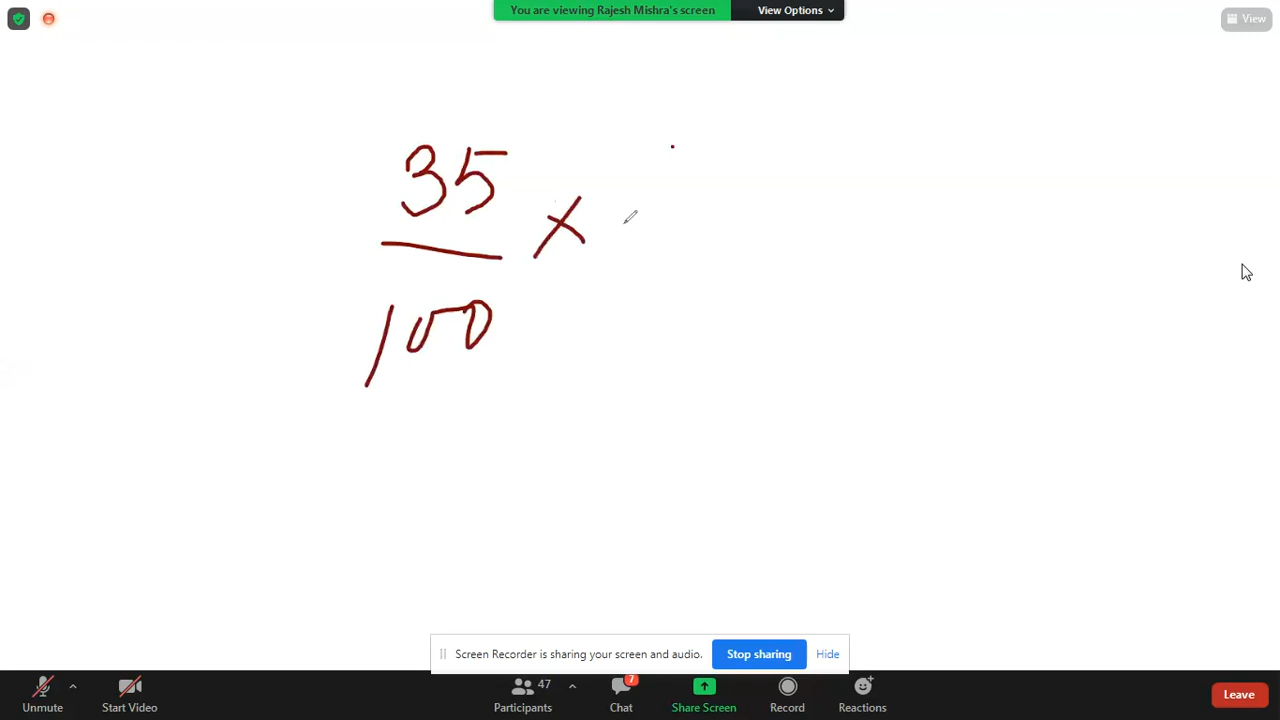 You are viewing Rajesh Mishra's screen View Options
View
35
×
100
Screen Recorder is sharing your screen and audio. Stop sharing Hide
47
7
Unmute Start Video Participants Chat Share Screen Record Reactions Leave